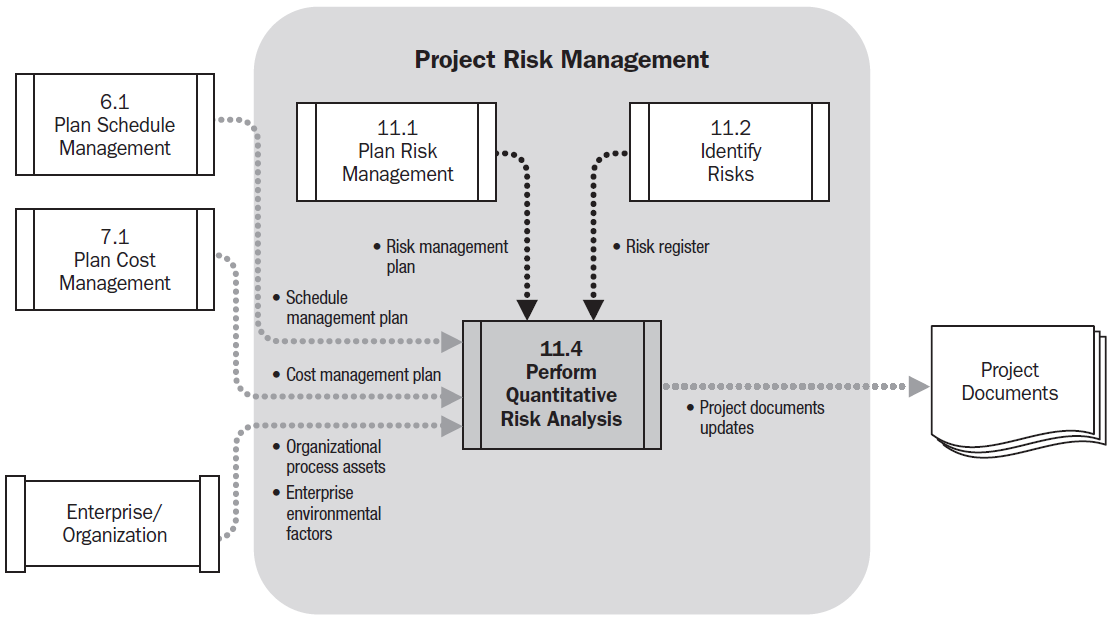 Project Risk Management
6.1
Plan Schedule
Management
11.1
Plan Risk
Management
11.2
Identify
Risks
7.1
Plan Cost
Management
• Risk management
plan
• Risk register
• Schedule
management plan
• Cost management plan
11.4
Perform
Quantitative
Risk Analysis
• Project documents
updates
Project
Documents
• Organizational
process assets
• Enterprise
environmental
factors
Enterprise/
Organization